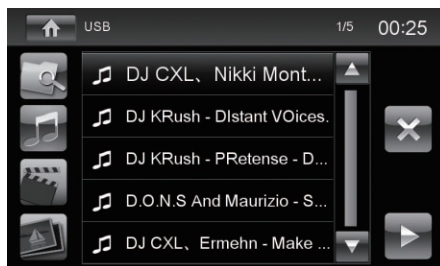 USB 1/5 00:25
DJ CXL、Nikki Mont...
DJ KRush - DIstant VOices.
DJ KRush - PRetense - D...
D.O.N.S And Maurizio - S...
DJ CXL、Ermehn - Make ...